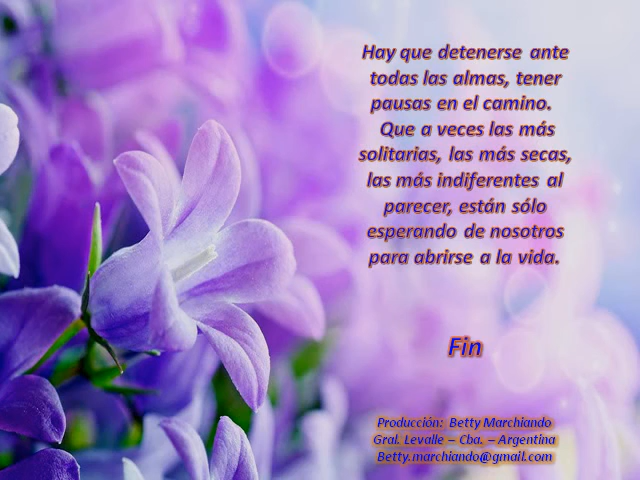 Hay que detenerse ante
todas las almas, tener
pausas en el camino.
Que a veces las más
solitarias, las más secas,
las más indiferentes al
parecer, están sólo
esperando de nosotros
para abrirse a la vida.
Fin
Producción: Betty Marchiando
Gral. Levalle – Cba. – Argentina
Betty.marchiando@gmail.com